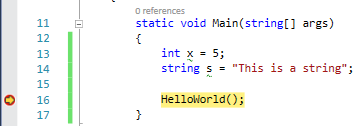 0 references
11 static void Main(string[] args)
12 {
13 int x = 5;
14 string s = "This is a string";
15
16 HelloWorld();
17 }